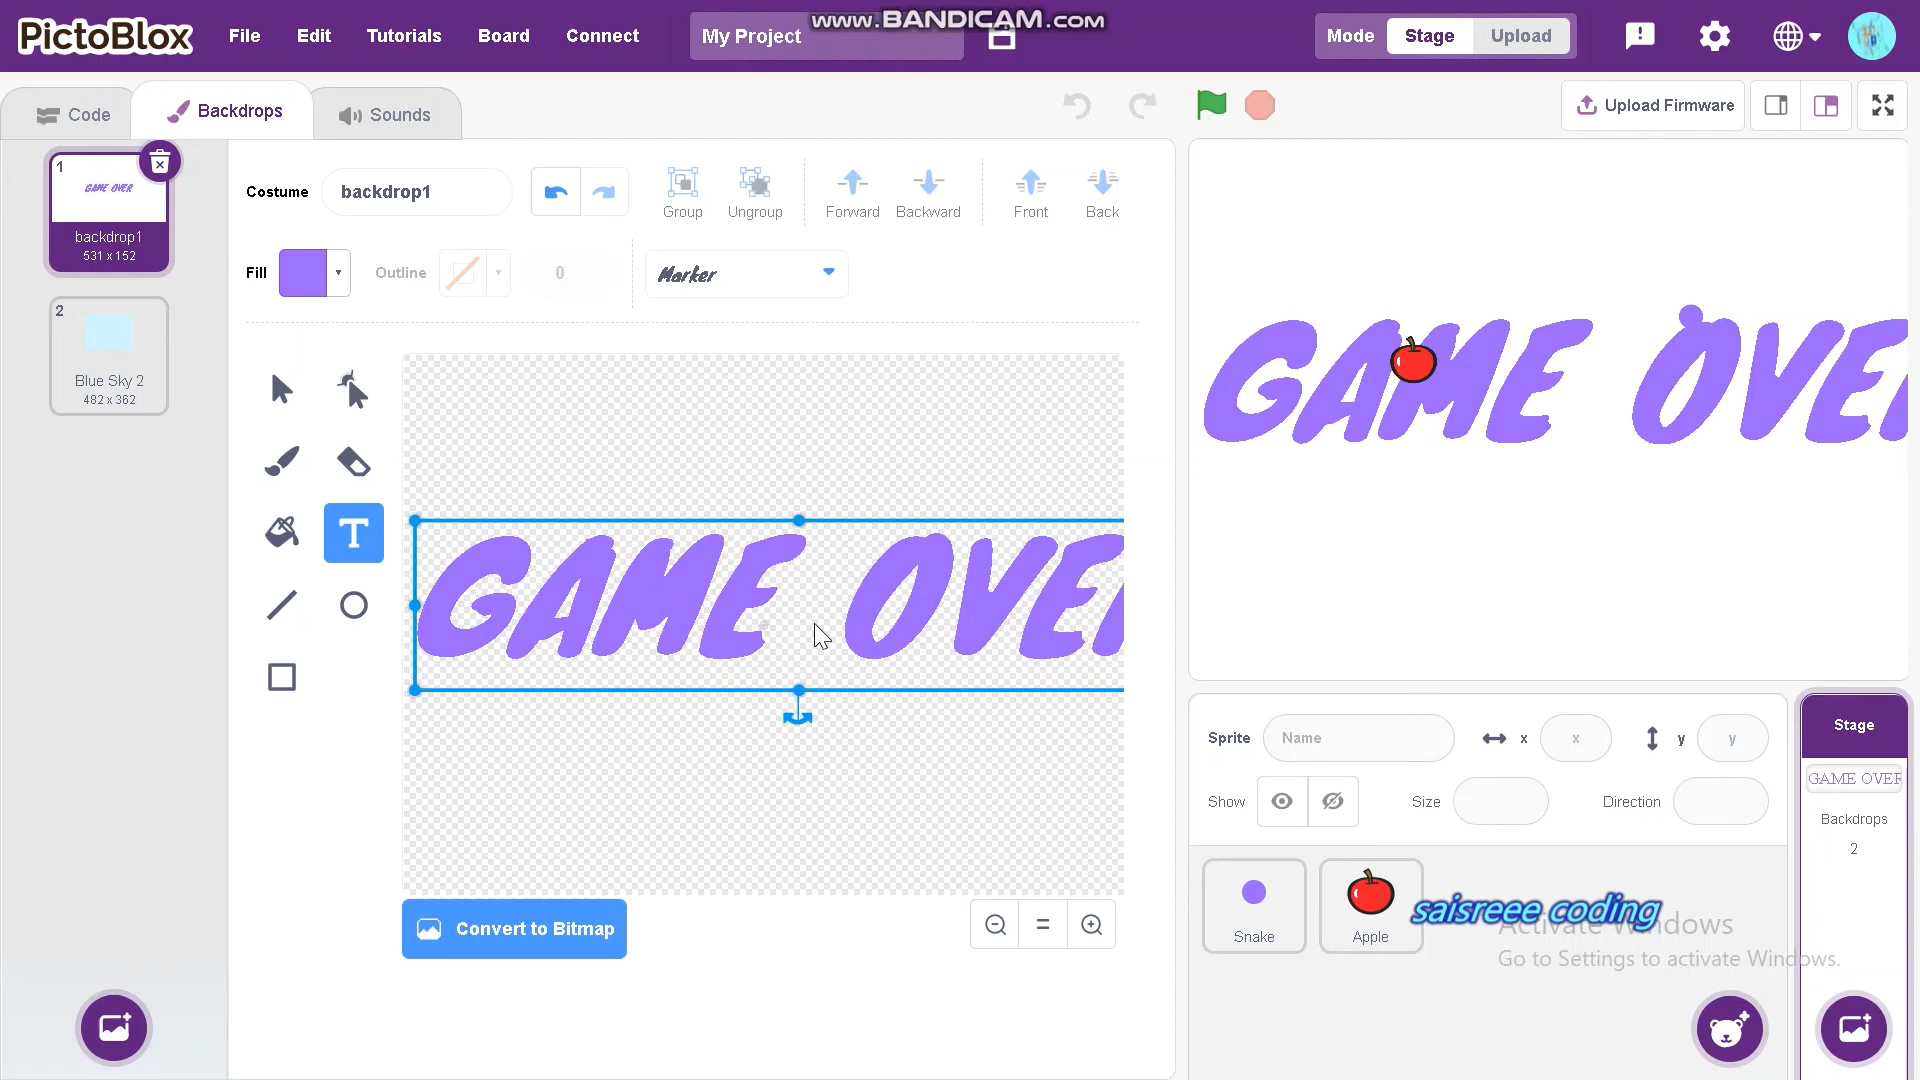 www.BANDICAM.com
PictoBlox File Edit Tutorials Board Connect My Project Mode Stage Upload
Code Backdrops Sounds Upload Firmware
1
GAME OVER
backdrop1
531 x 152
2
Blue Sky 2
482 x 362
Costume backdrop1 Group Ungroup Forward Backward Front Back
Fill Outline 0 Marker
GAME OVER
GAME OVE
Convert to Bitmap
Sprite Name x x y y
Show Size Direction
Snake
Apple
Stage
GAME OVER
Backdrops
2
saisreee coding
Activate Windows
Go to Settings to activate Windows.